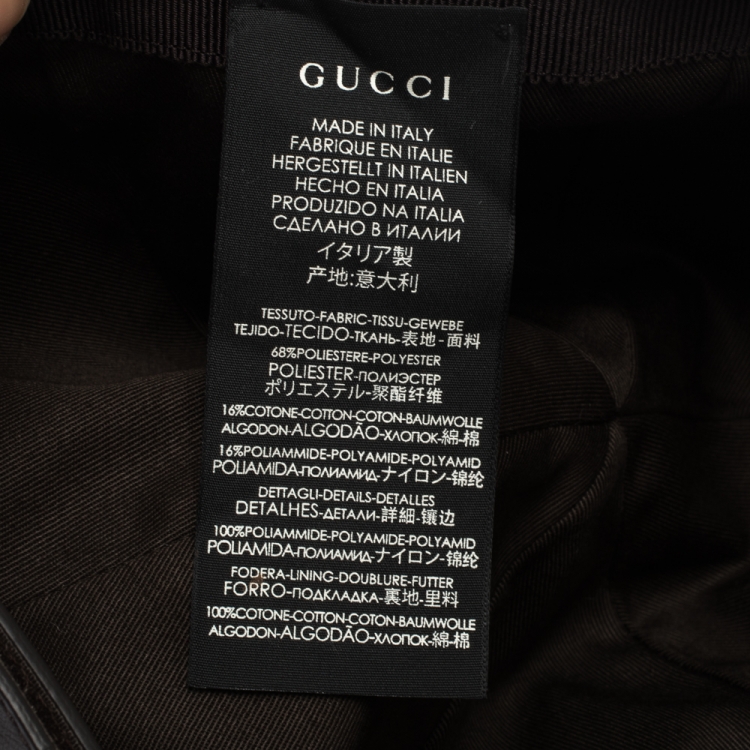 GUCCI
MADE IN ITALY
FABRIQUE EN ITALIE
HERGESTELLT IN ITALIEN
HECHO EN ITALIA
PRODUZIDO NA ITALIA
СДЕЛАНО В ИТАЛИИ
イタリア製
产地:意大利
TESSUTO-FABRIC-TISSU-GEWEBE
TEJIDO-TECIDO-ТКАНЬ-表地-面料
68%POLIESTERE-POLYESTER
POLIESTER-ПОЛИЭСТЕР
ポリエステル-聚酯纤维
16%COTONE-COTTON-COTON-BAUMWOLLE
ALGODON-ALGODÃO-ХЛОПОК-綿-棉
16%POLIAMMIDE-POLYAMIDE-POLYAMID
POLIAMIDA-ПОЛИАМИД-ナイロン-锦纶
DETTAGLI-DETAILS-DETALLES
DETALHES-ДЕТАЛИ-詳細-镶边
100%POLIAMMIDE-POLYAMIDE-POLYAMID
POLIAMIDA-ПОЛИАМИД-ナイロン-锦纶
FODERA-LINING-DOUBLURE-FUTTER
FORRO-ПОДКЛАДКА-裏地-里料
100%COTONE-COTTON-COTON-BAUMWOLLE
ALGODON-ALGODÃO-ХЛОПОК-綿-棉